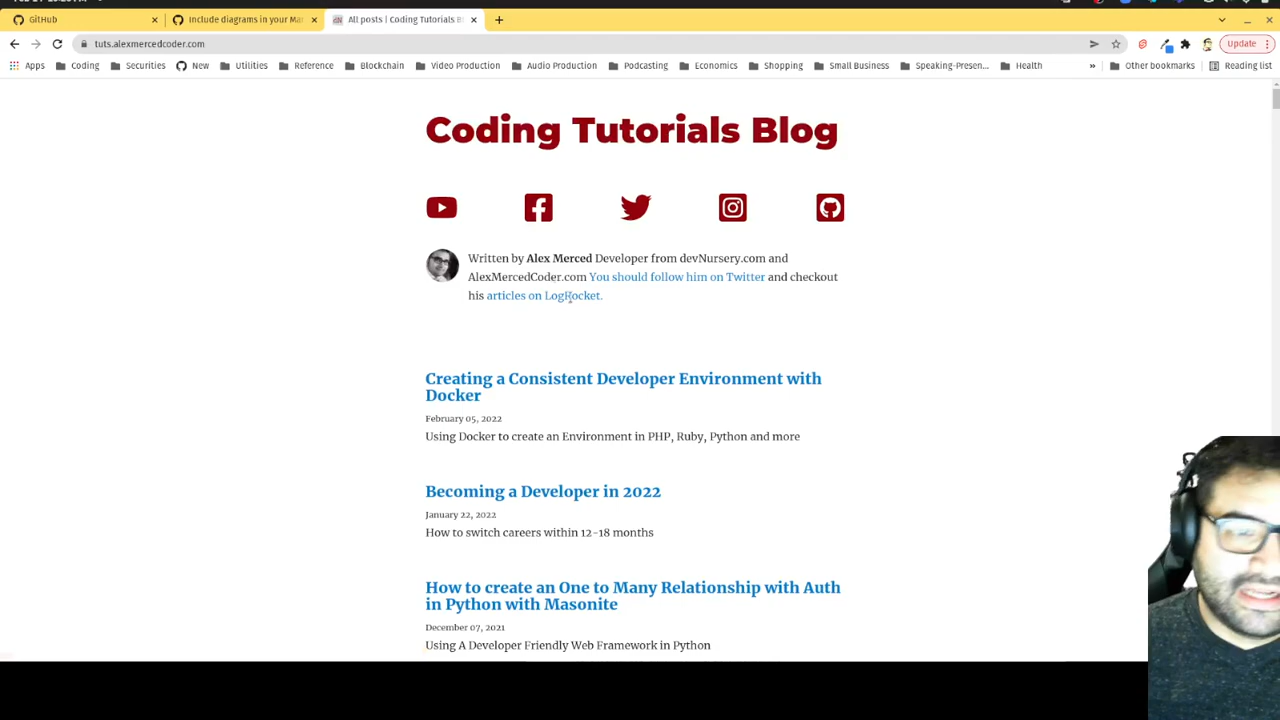 GitHub
Include diagrams in your Mar
All posts | Coding Tutorials B
tuts.alexmercedcoder.com
Update
Apps Coding Securities New Utilities Reference Blockchain Video Production Audio Production Podcasting Economics Shopping Small Business Speaking-Presen... Health » Other bookmarks Reading list
Coding Tutorials Blog
Written by Alex Merced Developer from devNursery.com and
AlexMercedCoder.com You should follow him on Twitter and checkout
his articles on LogRocket.
Creating a Consistent Developer Environment with
Docker
February 05, 2022
Using Docker to create an Environment in PHP, Ruby, Python and more
Becoming a Developer in 2022
January 22, 2022
How to switch careers within 12-18 months
How to create an One to Many Relationship with Auth
in Python with Masonite
December 07, 2021
Using A Developer Friendly Web Framework in Python